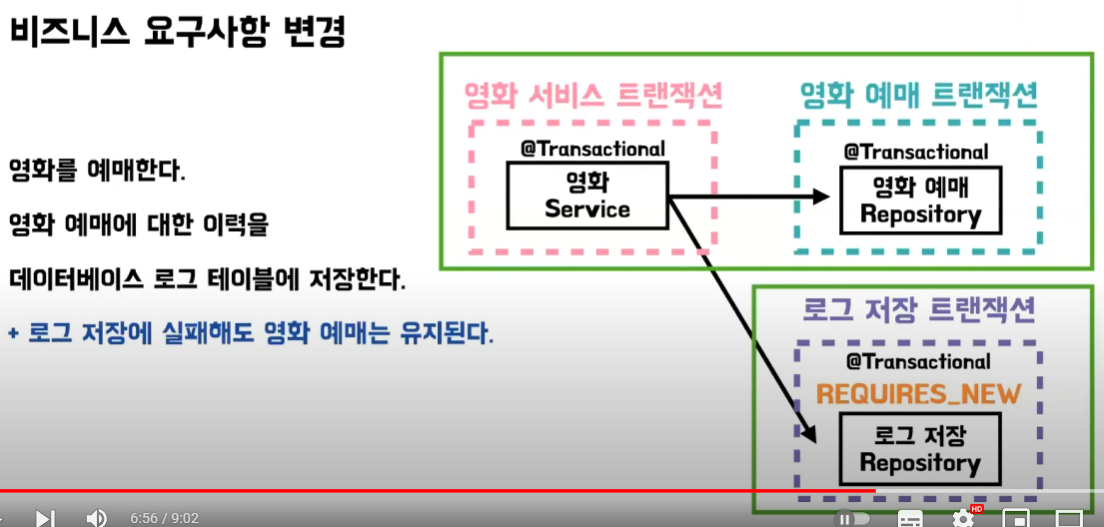 비즈니스 요구사항 변경
영화를 예매한다.
영화 예매에 대한 이력을
데이터베이스 로그 테이블에 저장한다.
+ 로그 저장에 실패해도 영화 예매는 유지된다.
영화 서비스 트랜잭션
@Transactional
영화
Service
영화 예매 트랜잭션
@Transactional
영화 예매
Repository
로그 저장 트랜잭션
@Transactional
REQUIRES_NEW
로그 저장
Repository
6:56 / 9:02
HD